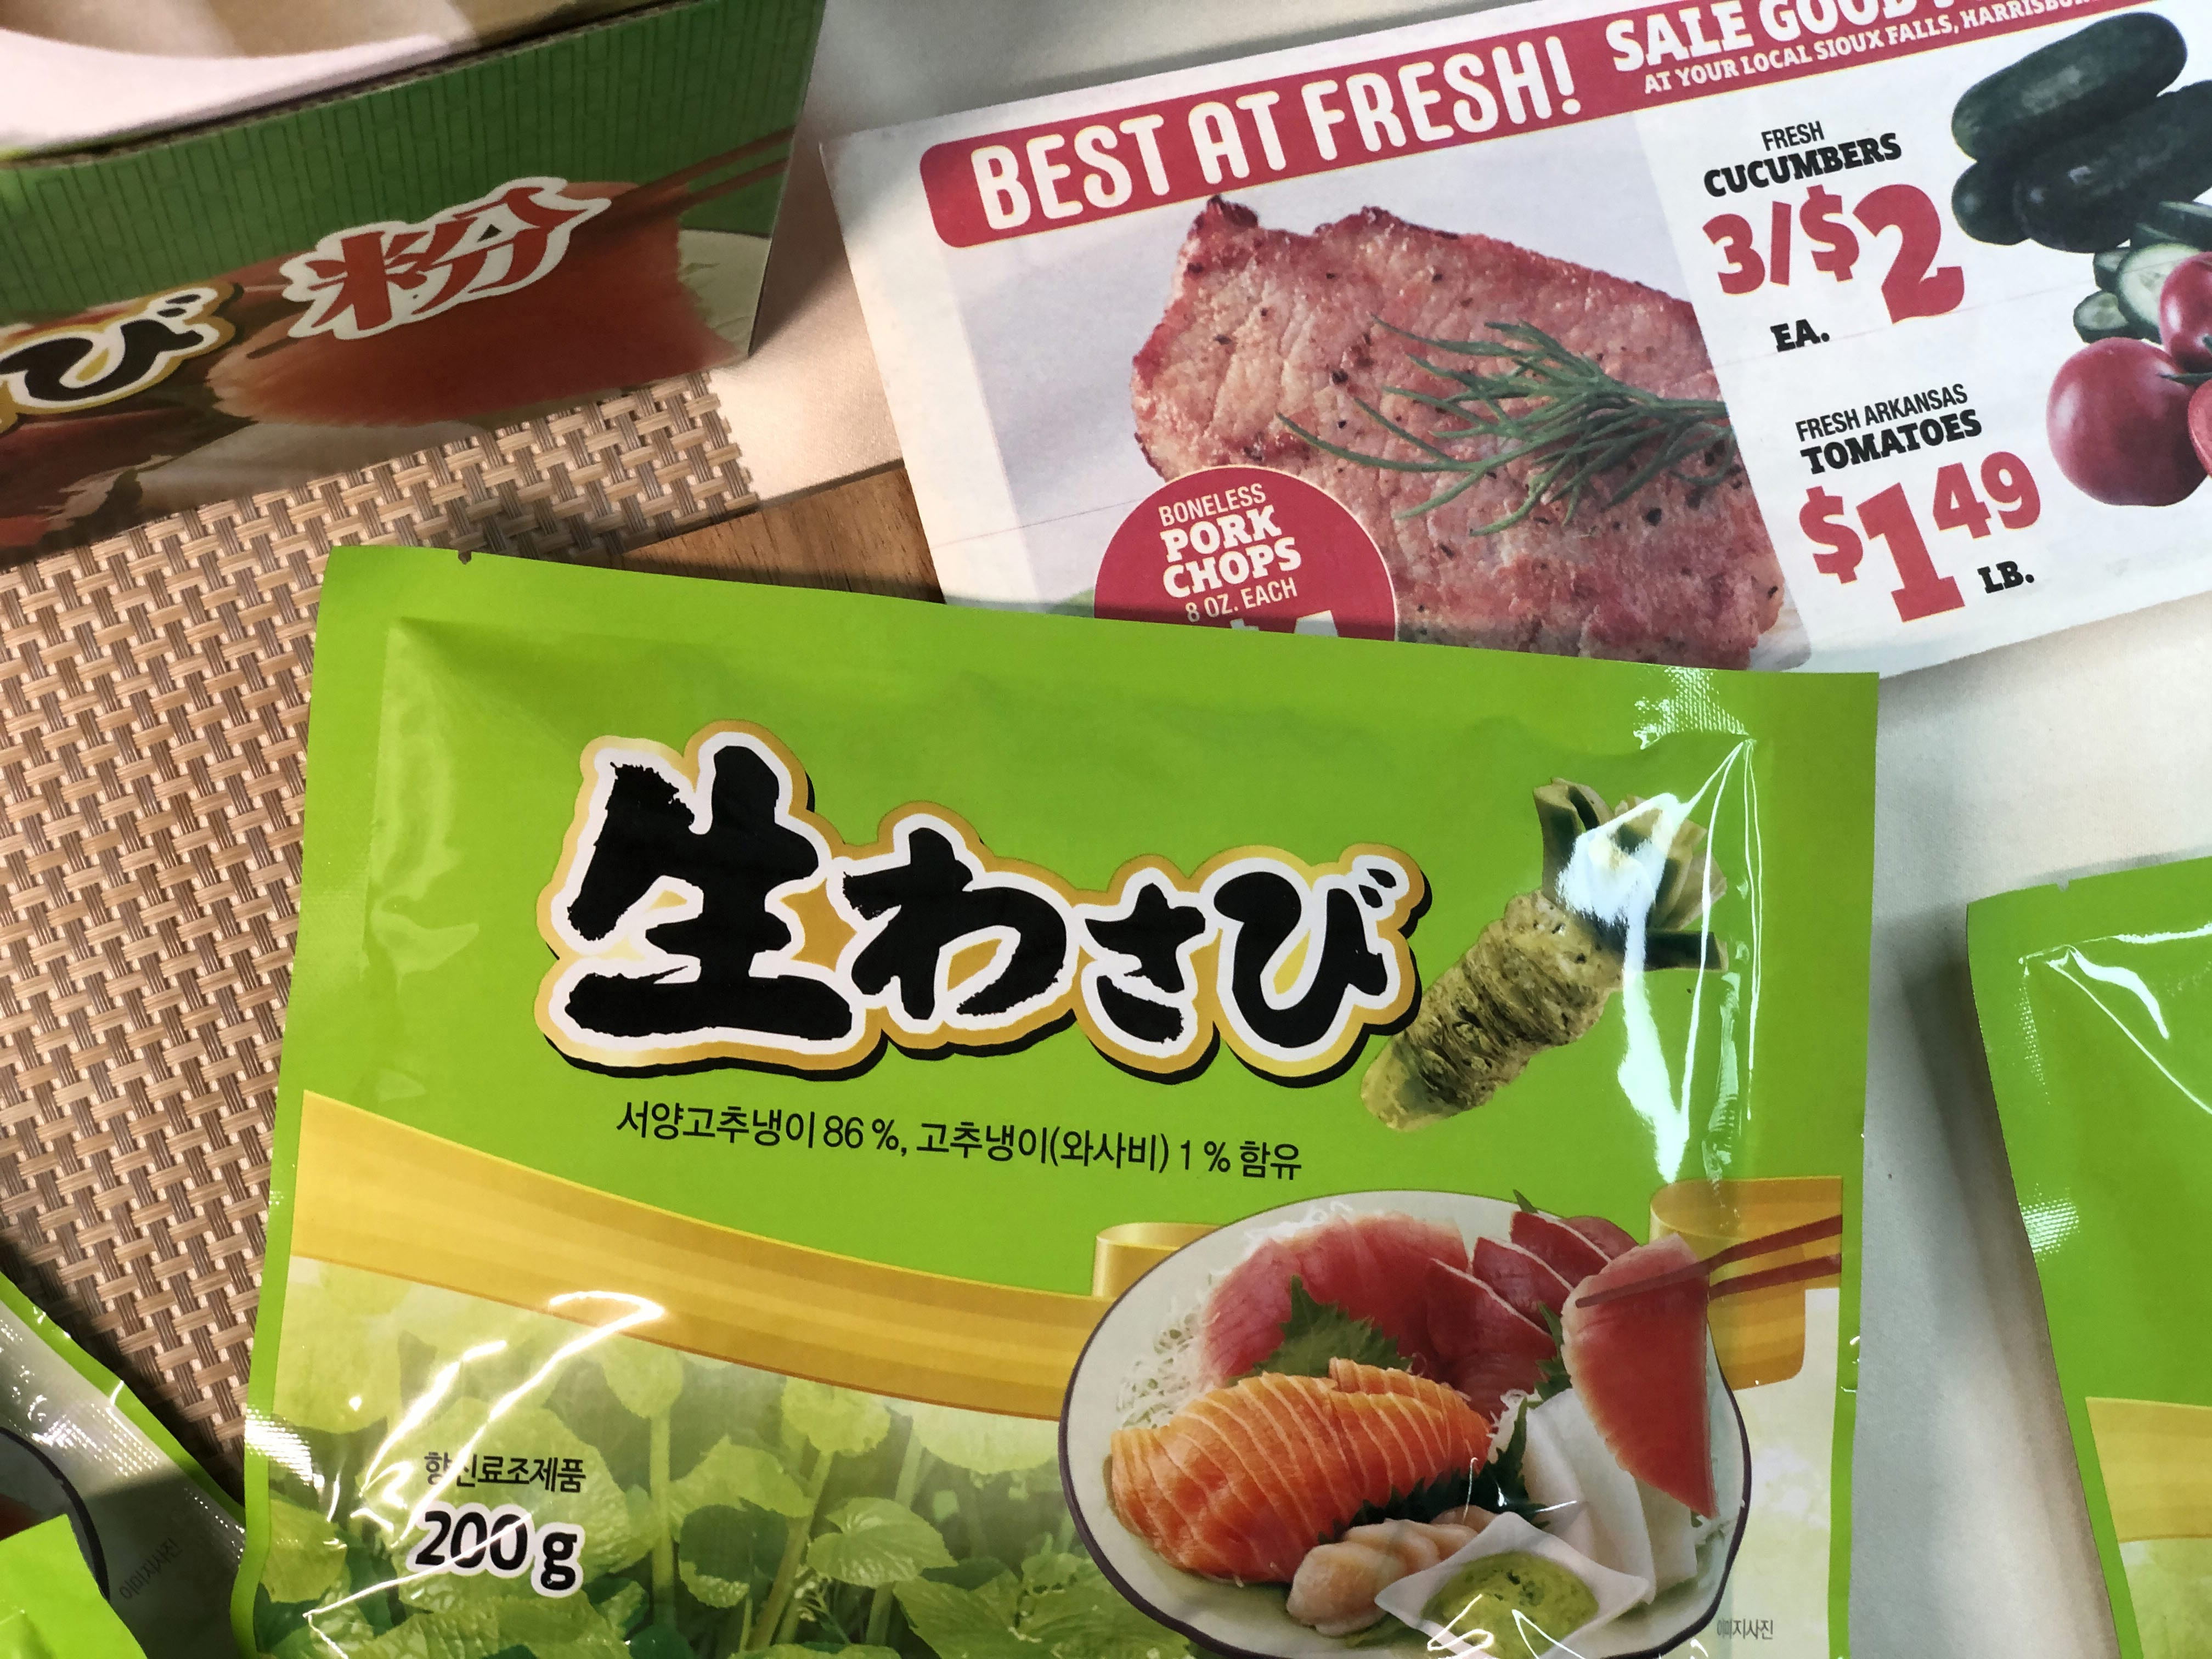 び 粉
BEST AT FRESH!
SALE GOOD
AT YOUR LOCAL SIOUX FALLS,
FRESH
CUCUMBERS
3/$2
EA.
FRESH ARKANSAS
TOMATOES
$1 49
LB.
BONELESS
PORK
CHOPS
8 OZ. EACH
生わさび
서양고추냉이 86 %, 고추냉이(와사비) 1 % 함유
향신료조제품
200 g
이미지사진
이미지사진